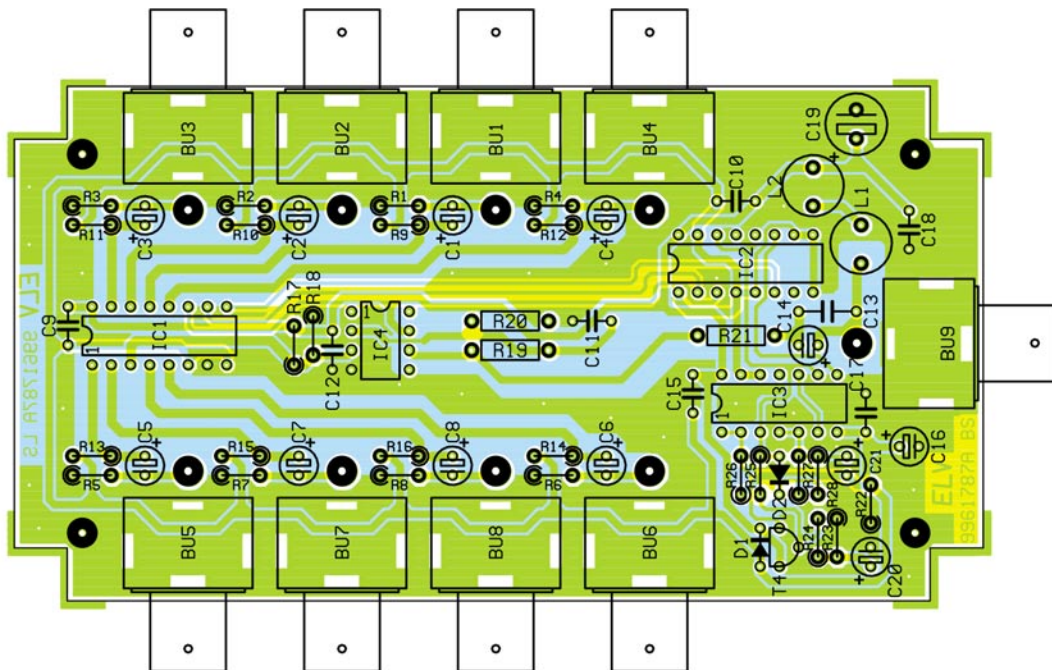 BU3
BU2
BU1
BU4
C19
C10
L2
L1
C18
R3
R2
R1
R4
R11
R10
R9
R12
C3
C2
C1
C4
IC2
ELV
9961787A LS
C9
IC1
1
R17
R18
C12
IC4
1
R20
R19
C11
R21
C14
C13
BU9
C15
IC3
1
C17
C16
R13
R5
C5
R15
R7
C7
R16
R8
C8
R14
R6
C6
R26
R25
D2
R27
R28
C21
R22
ELV
9961787A BS
D1
T4
R24
R23
C20
BU5
BU7
BU8
BU6